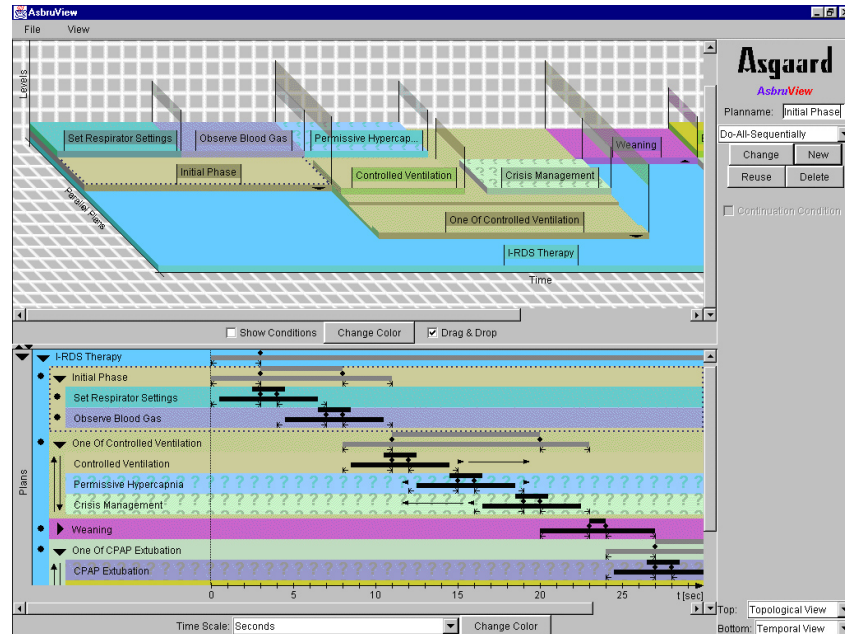 AsbruView
File View
Asgaard
AsbruView
Planname: Initial Phase
Do-All-Sequentially
Change New
Reuse Delete
Continuation Condition
Levels
Set Respirator Settings Observe Blood Gas Permissive Hypercap... Weaning
Initial Phase Controlled Ventilation Crisis Management
Parallel Plans
One Of Controlled Ventilation
I-RDS Therapy
Time
Show Conditions Change Color Drag & Drop
Plans
I-RDS Therapy
Initial Phase
Set Respirator Settings
Observe Blood Gas
One Of Controlled Ventilation
Controlled Ventilation
? ? ? Permissive Hypercapnia ? ? ?
? ? ? Crisis Management ? ? ?
Weaning
One Of CPAP Extubation
CPAP Extubation
0 5 10 15 20 25 t [sec]
Time Scale: Seconds Change Color
Top: Topological View
Bottom: Temporal View